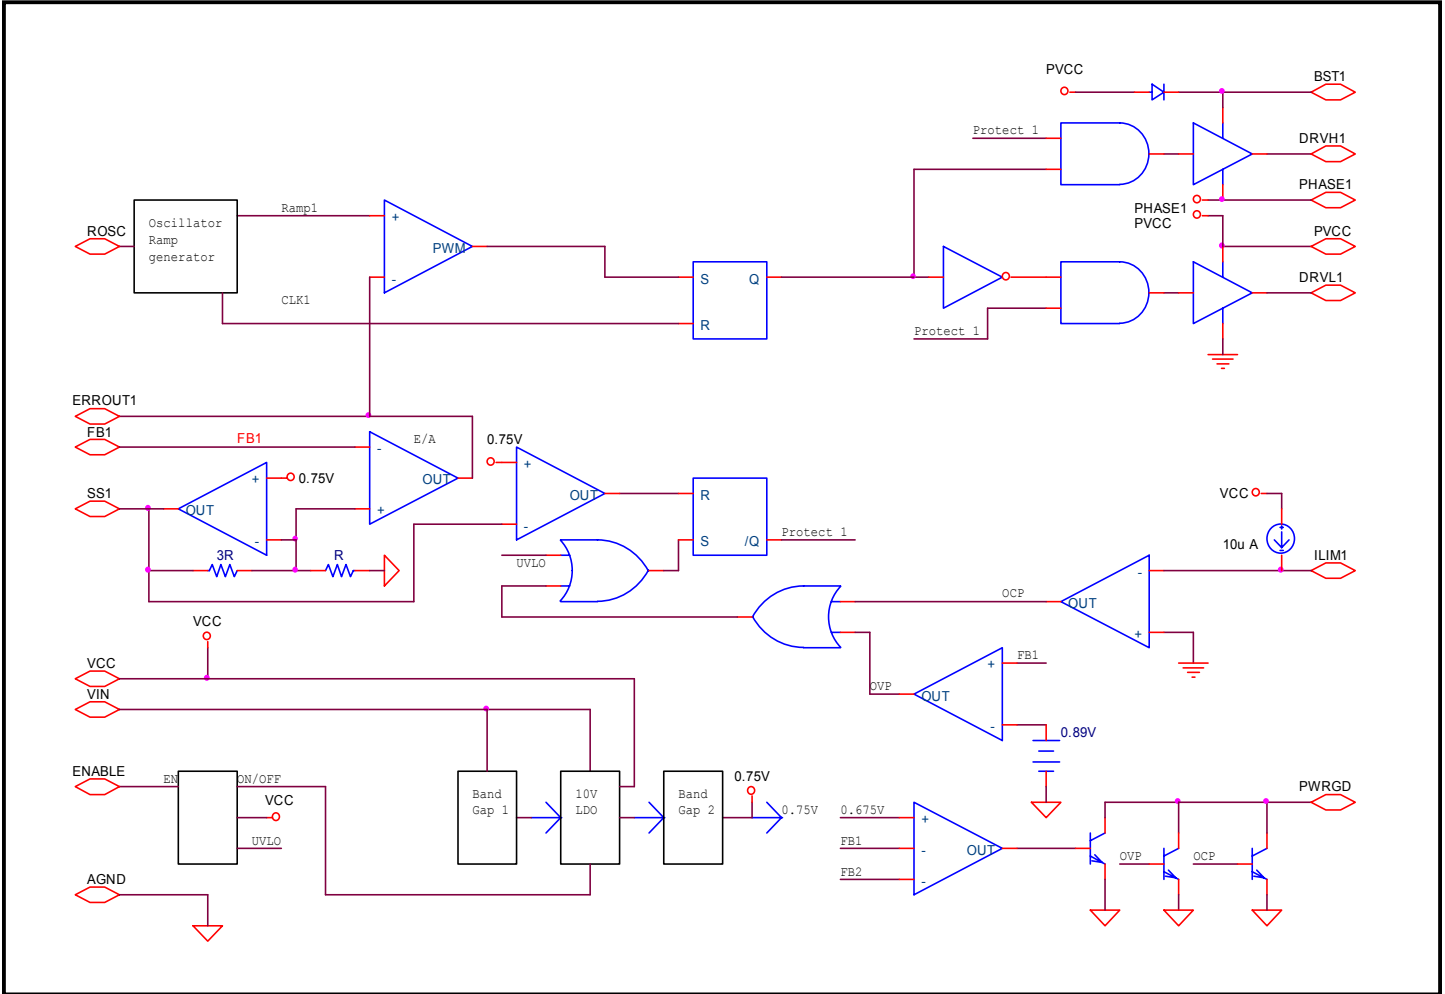 PVCC
BST1
Protect 1
DRVH1
PHASE1
PHASE1
PVCC
PVCC
DRVL1
Protect 1
ROSC
Oscillator
Ramp
generator
Ramp1
CLK1
+
-
PWM
S
Q
R
ERROUT1
FB1
FB1
E/A
-
+
OUT
SS1
OUT
+
-
0.75V
3R
R
0.75V
+
-
OUT
R
S
/Q
Protect 1
UVLO
VCC
10u A
ILIM1
OCP
OUT
-
+
FB1
OVP
OUT
+
-
0.89V
VCC
VCC
VIN
ENABLE
EN
ON/OFF
VCC
UVLO
AGND
Band
Gap 1
10V
LDO
Band
Gap 2
0.75V
0.75V
0.675V
FB1
FB2
+
-
-
OUT
OVP
OCP
PWRGD